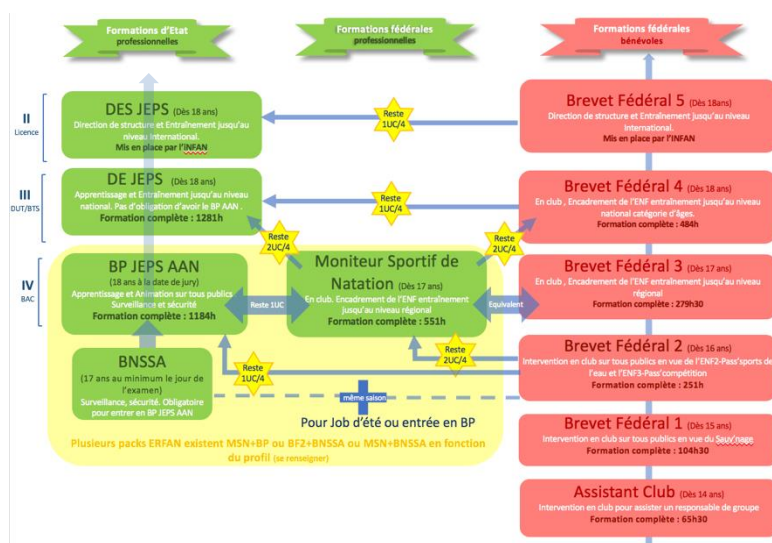 Formations d'Etat
professionnelles
Formations fédérales
professionnelles
Formations fédérales
bénévoles
II
Licence
DES JEPS (Dès 18 ans)
Direction de structure et Entraînement jusqu'au
niveau International.
Mis en place par l'INFAN
Reste
1UC/4
Brevet Fédéral 5 (Dès 18ans)
Direction de structure et Entraînement jusqu'au niveau
International.
Mis en place par l'INFAN
III
DUT/BTS
DE JEPS (Dès 18 ans)
Apprentissage et Entraînement jusqu'au niveau
national. Pas d'obligation d'avoir le BP AAN .
Formation complète : 1281h
Reste
1UC/4
Brevet Fédéral 4 (Dès 18 ans)
En club , Encadrement de l'ENF entraînement jusqu'au niveau
national catégorie d'âges.
Formation complète : 484h
Reste
2UC/4
Reste
2UC/4
IV
BAC
BP JEPS AAN
(18 ans à la date de jury)
Apprentissage et Animation sur tous publics
Surveillance et sécurité
Formation complète : 1184h
Reste 1UC
Moniteur Sportif de
Natation (Dès 17 ans)
En club. Encadrement de l'ENF entraînement
jusqu'au niveau régional
Formation complète : 551h
Equivalent
Brevet Fédéral 3 (Dès 17 ans)
En club , Encadrement de l'ENF entraînement jusqu'au niveau
régional
Formation complète : 279h30
Reste
1UC/4
Reste
2UC/4
Brevet Fédéral 2 (Dès 16 ans)
Intervention en club sur tous publics en vue de l'ENF2-Pass'sports de
l'eau et l'ENF3-Pass'compétition
Formation complète : 251h
BNSSA
(17 ans au minimum le jour de
l'examen)
Surveillance, sécurité. Obligatoire
pour entrer en BP JEPS AAN
même saison
Pour Job d'été ou entrée en BP
Plusieurs packs ERFAN existent MSN+BP ou BF2+BNSSA ou MSN+BNSSA en fonction
du profil (se renseigner)
Brevet Fédéral 1 (Dès 15 ans)
Intervention en club sur tous publics en vue du Sauv'nage
Formation complète : 104h30
Assistant Club (Dès 14 ans)
Intervention en club pour assister un responsable de groupe
Formation complète : 65h30